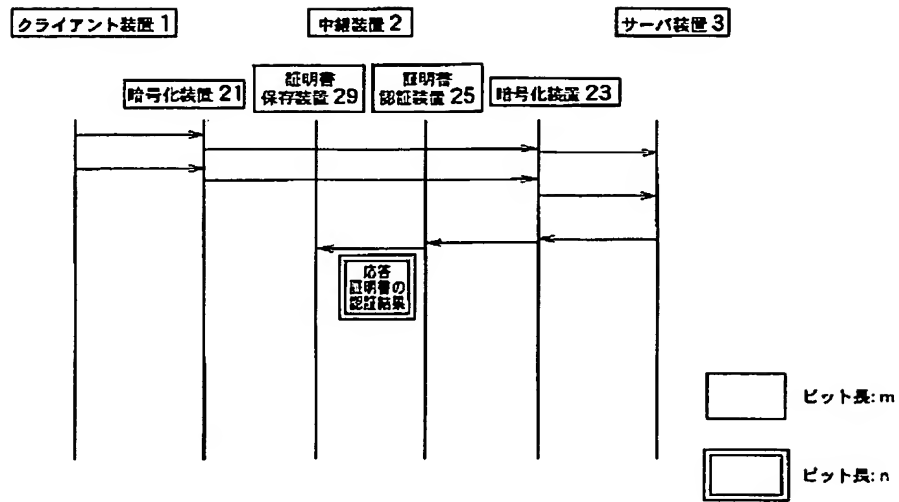 クライアント装置 1
中継装置 2
サーバ装置 3
暗号化装置 21
証明書
保存装置 29
証明書
認証装置 25
暗号化装置 23
応答
証明書の
認証結果
ビット長:m
ビット長:n